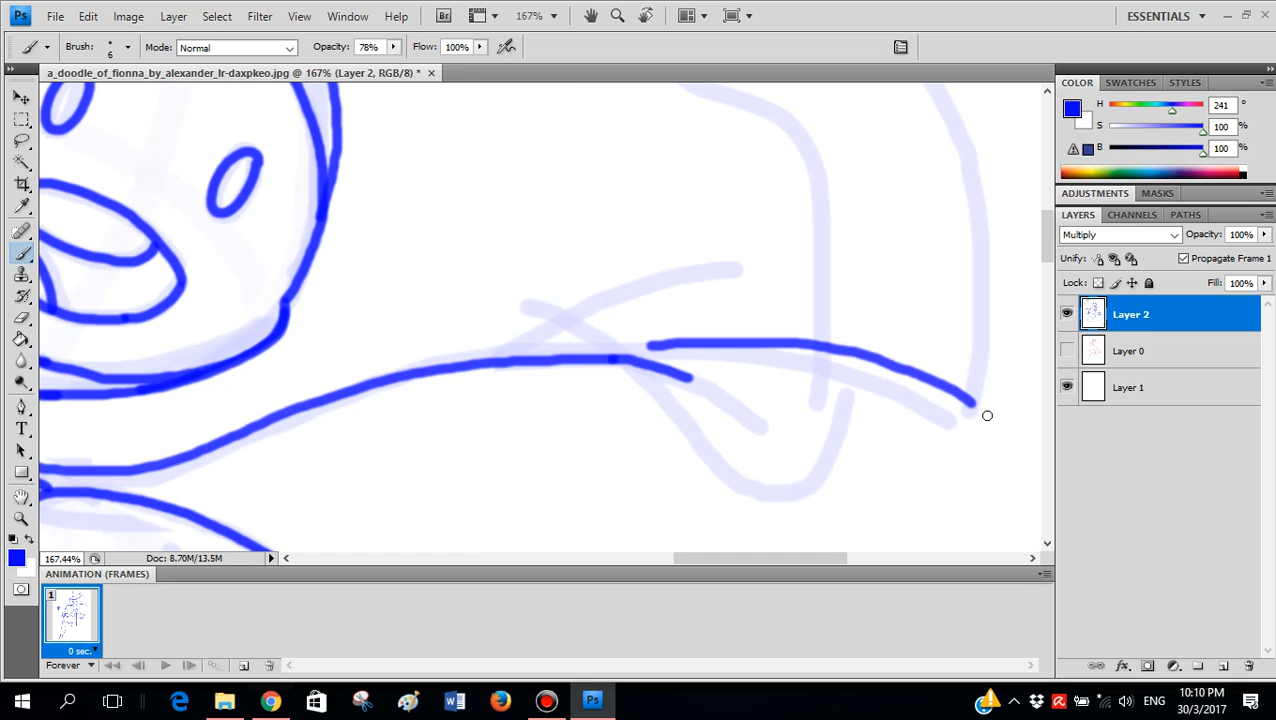 Ps File Edit Image Layer Select Filter View Window Help Br 167% ESSENTIALS
Brush: 6 Mode: Normal Opacity: 78% Flow: 100%
a_doodle_of_fionna_by_alexander_lr-daxpkeo.jpg @ 167% (Layer 2, RGB/8) *
COLOR SWATCHES STYLES
H 241 °
S 100 %
B 100 %
ADJUSTMENTS MASKS
LAYERS CHANNELS PATHS
Multiply Opacity: 100%
Unify: Propagate Frame 1
Lock: Fill: 100%
Layer 2
Layer 0
Layer 1
167.44% Doc: 8.70M/13.5M
ANIMATION (FRAMES)
1
0 sec.
Forever
ENG 10:10 PM
30/3/2017